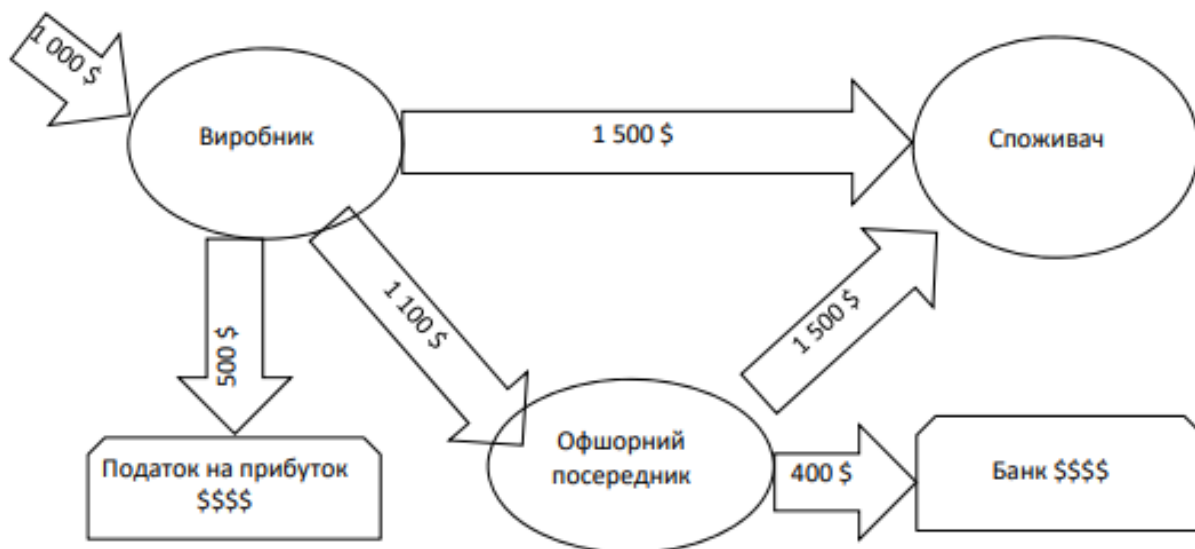 1 000 $
Виробник
1 500 $
Споживач
500 $
1 100 $
1 500 $
Податок на прибуток
$$$$
Офшорний
посередник
400 $
Банк $$$$